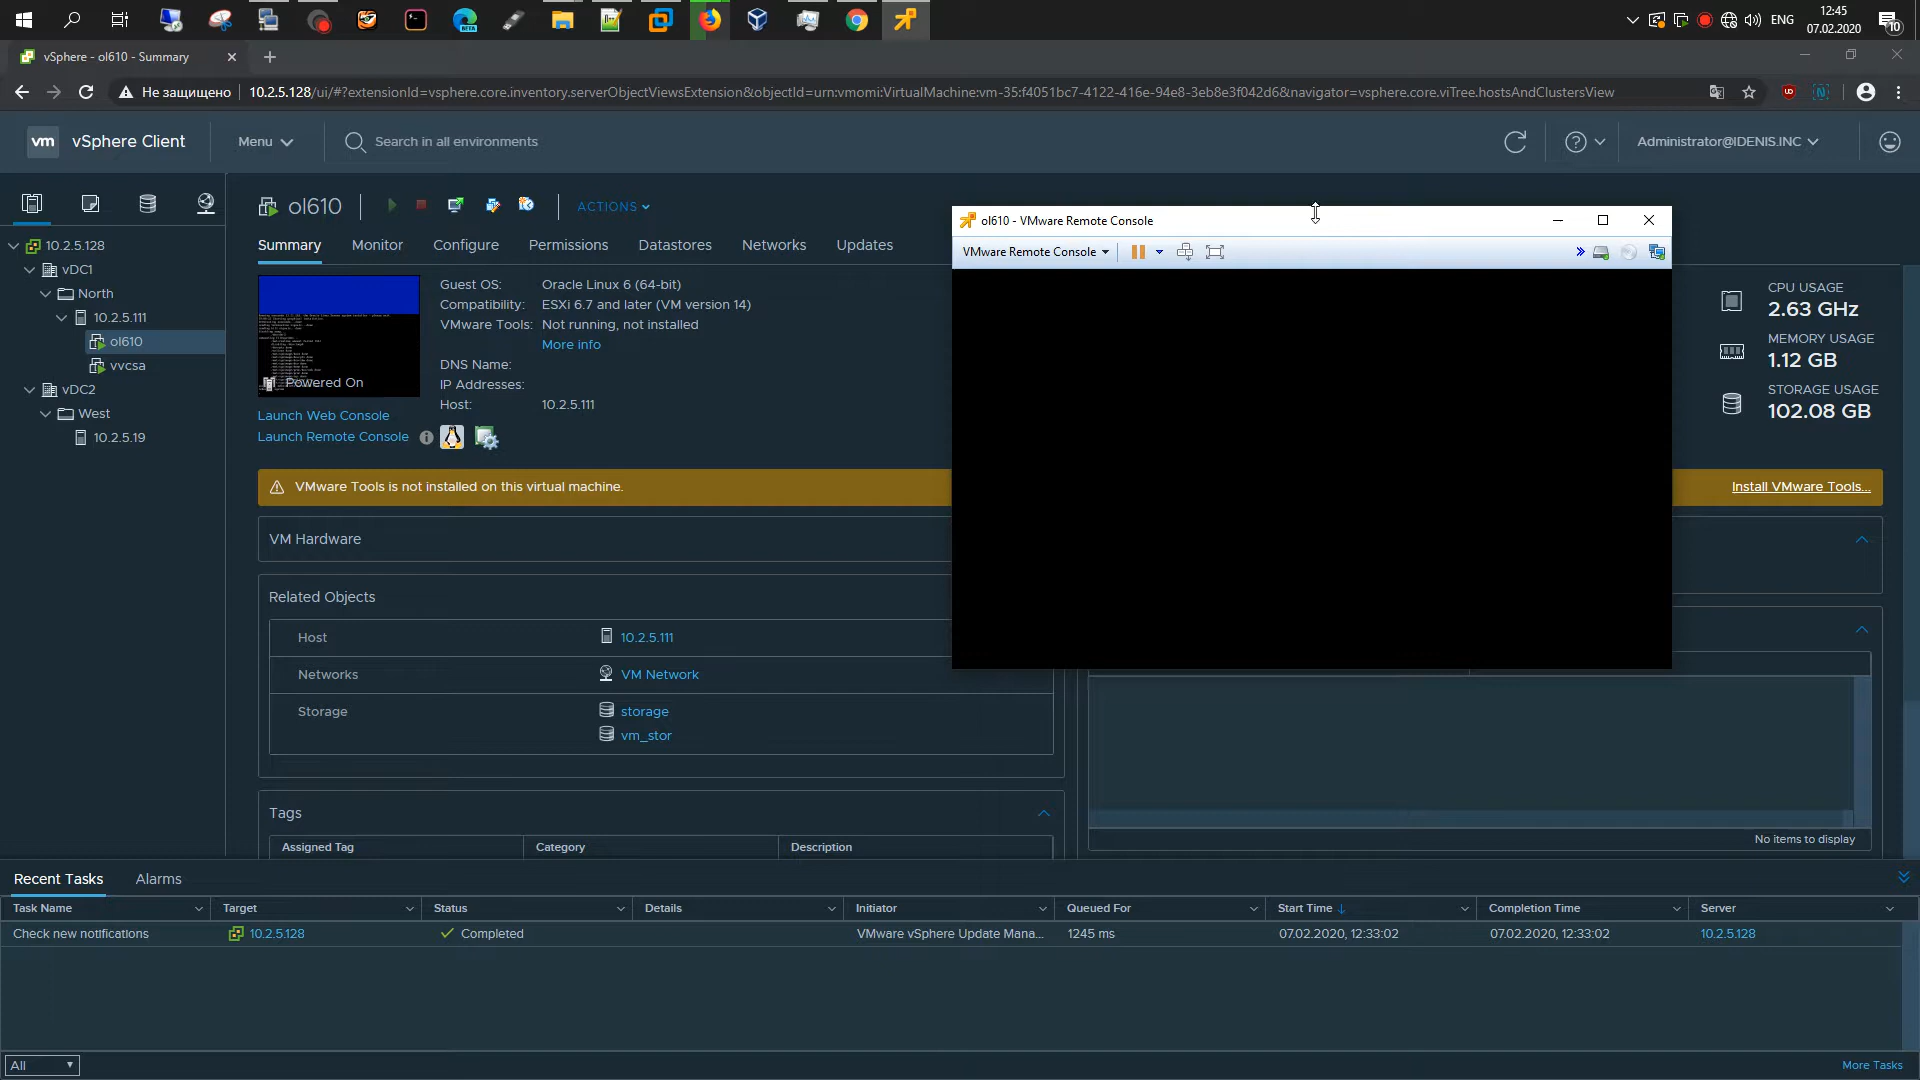 ENG
12:45
07.02.2020
10
vSphere - ol610 - Summary
Не защищено
10.2.5.128/ui/#?extensionId=vsphere.core.inventory.serverObjectViewsExtension&objectId=urn:vmomi:VirtualMachine:vm-35:f4051bc7-4122-416e-94e8-3eb8e3f042d6&navigator=vsphere.core.viTree.hostsAndClustersView
vm
vSphere Client
Menu
Search in all environments
Administrator@IDENIS.INC
10.2.5.128
vDC1
North
10.2.5.111
ol610
vvcsa
vDC2
West
10.2.5.19
ol610
ACTIONS
Summary
Monitor
Configure
Permissions
Datastores
Networks
Updates
Powered On
Launch Web Console
Launch Remote Console
Guest OS: Oracle Linux 6 (64-bit)
Compatibility: ESXi 6.7 and later (VM version 14)
VMware Tools: Not running, not installed
More info
DNS Name:
IP Addresses:
Host: 10.2.5.111
ol610 - VMware Remote Console
VMware Remote Console
CPU USAGE
2.63 GHz
MEMORY USAGE
1.12 GB
STORAGE USAGE
102.08 GB
VMware Tools is not installed on this virtual machine.
Install VMware Tools...
VM Hardware
Related Objects
Host 10.2.5.111
Networks VM Network
Storage storage
vm_stor
Tags
Assigned Tag Category Description
No items to display
Recent Tasks
Alarms
Task Name Target Status Details Initiator Queued For Start Time Completion Time Server
Check new notifications 10.2.5.128 Completed VMware vSphere Update Mana... 1245 ms 07.02.2020, 12:33:02 07.02.2020, 12:33:02 10.2.5.128
All
More Tasks